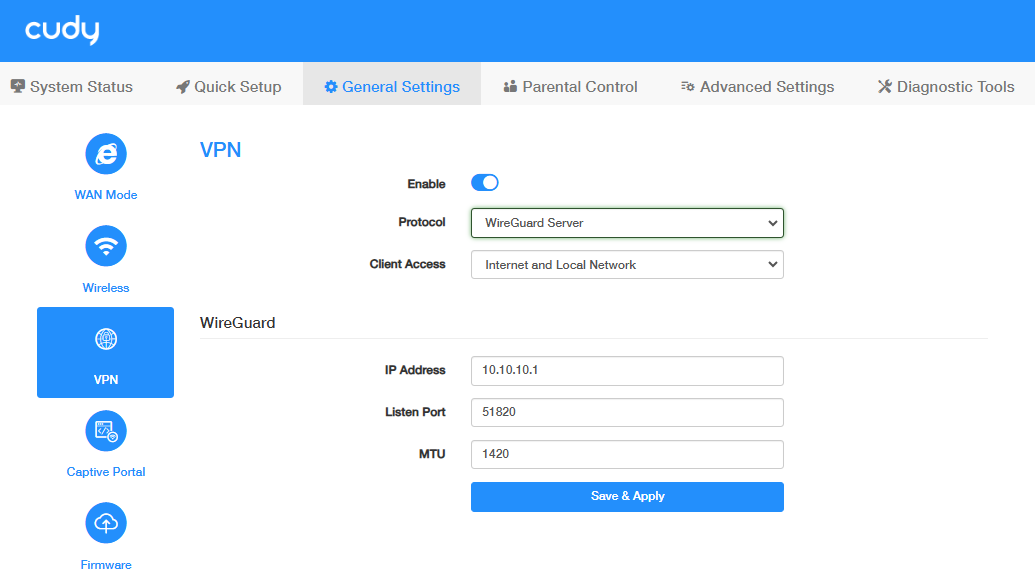 cudy
System Status Quick Setup General Settings Parental Control Advanced Settings Diagnostic Tools
WAN Mode
Wireless
VPN
Captive Portal
Firmware
VPN
Enable
Protocol WireGuard Server
Client Access Internet and Local Network
WireGuard
IP Address 10.10.10.1
Listen Port 51820
MTU 1420
Save & Apply